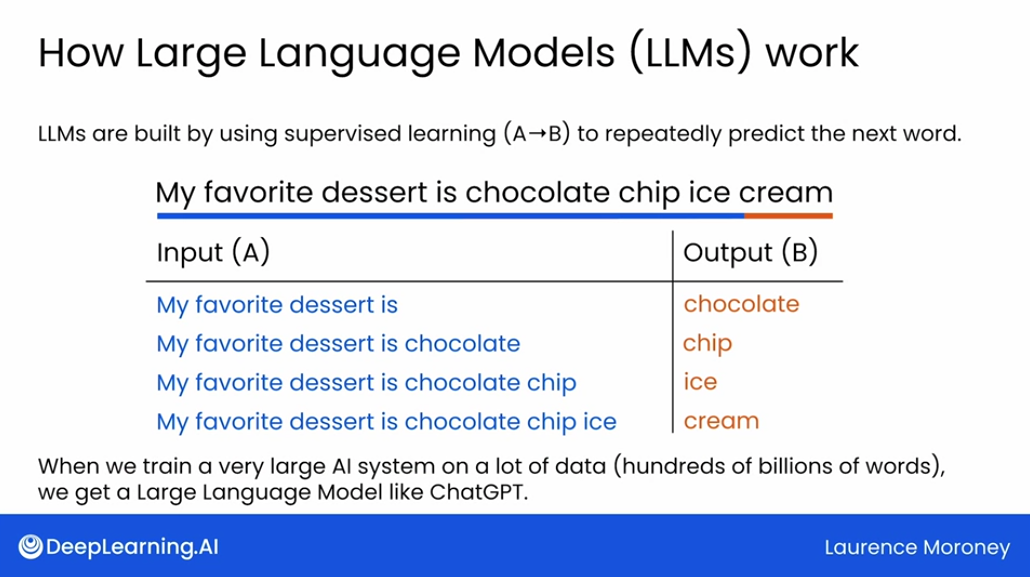 How Large Language Models (LLMs) work
LLMs are built by using supervised learning (A→B) to repeatedly predict the next word.
My favorite dessert is chocolate chip ice cream
Input (A) Output (B)
My favorite dessert is chocolate
My favorite dessert is chocolate chip
My favorite dessert is chocolate chip ice
My favorite dessert is chocolate chip ice cream
When we train a very large AI system on a lot of data (hundreds of billions of words),
we get a Large Language Model like ChatGPT.
DeepLearning.AI Laurence Moroney